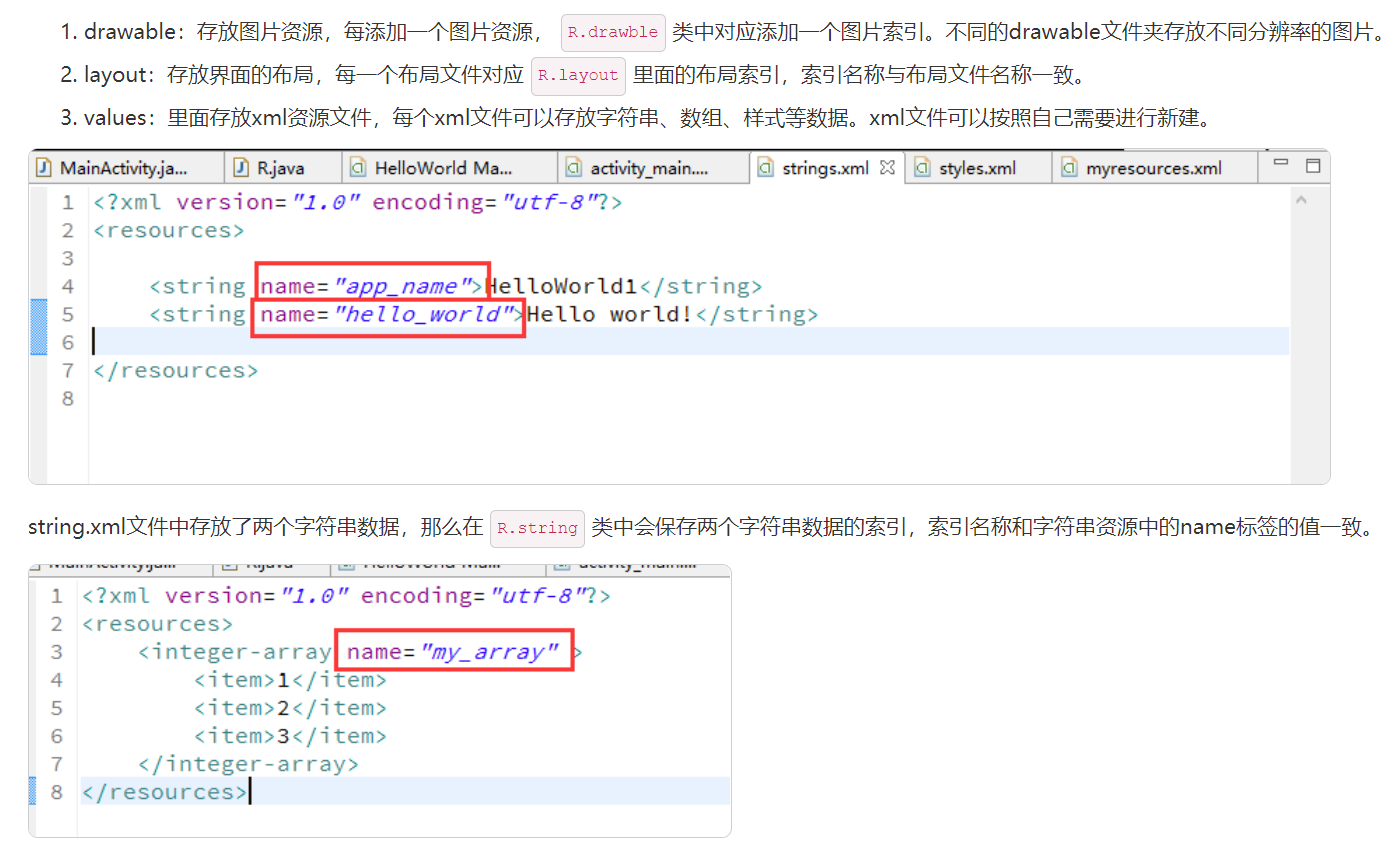 1. drawable：存放图片资源，每添加一个图片资源， R.drawble 类中对应添加一个图片索引。不同的drawable文件夹存放不同分辨率的图片。
2. layout：存放界面的布局，每一个布局文件对应 R.layout 里面的布局索引，索引名称与布局文件名称一致。
3. values：里面存放xml资源文件，每个xml文件可以存放字符串、数组、样式等数据。xml文件可以按照自己需要进行新建。
MainActivity.ja... R.java HelloWorld Ma... activity_main.... strings.xml styles.xml myresources.xml
1 <?xml version="1.0" encoding="utf-8"?>
2 <resources>
3
4 <string name="app_name">HelloWorld1</string>
5 <string name="hello_world">Hello world!</string>
6
7 </resources>
8
string.xml文件中存放了两个字符串数据，那么在 R.string 类中会保存两个字符串数据的索引，索引名称和字符串资源中的name标签的值一致。
MainActivity.ja... R.java HelloWorld Ma... activity_main....
1 <?xml version="1.0" encoding="utf-8"?>
2 <resources>
3 <integer-array name="my_array" >
4 <item>1</item>
5 <item>2</item>
6 <item>3</item>
7 </integer-array>
8 </resources>